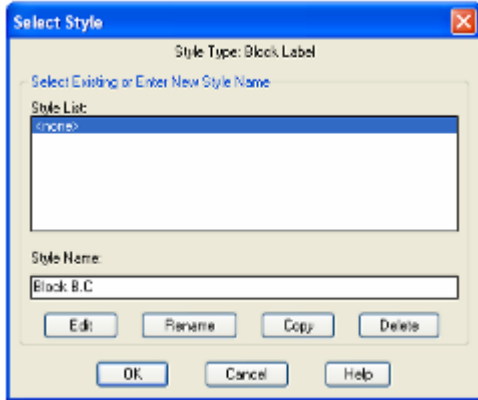 Select Style
Style Type: Block Label
Select Existing or Enter New Style Name
Style List:
<none>
Style Name:
Block B.C
Edit Rename Copy Delete
OK Cancel Help